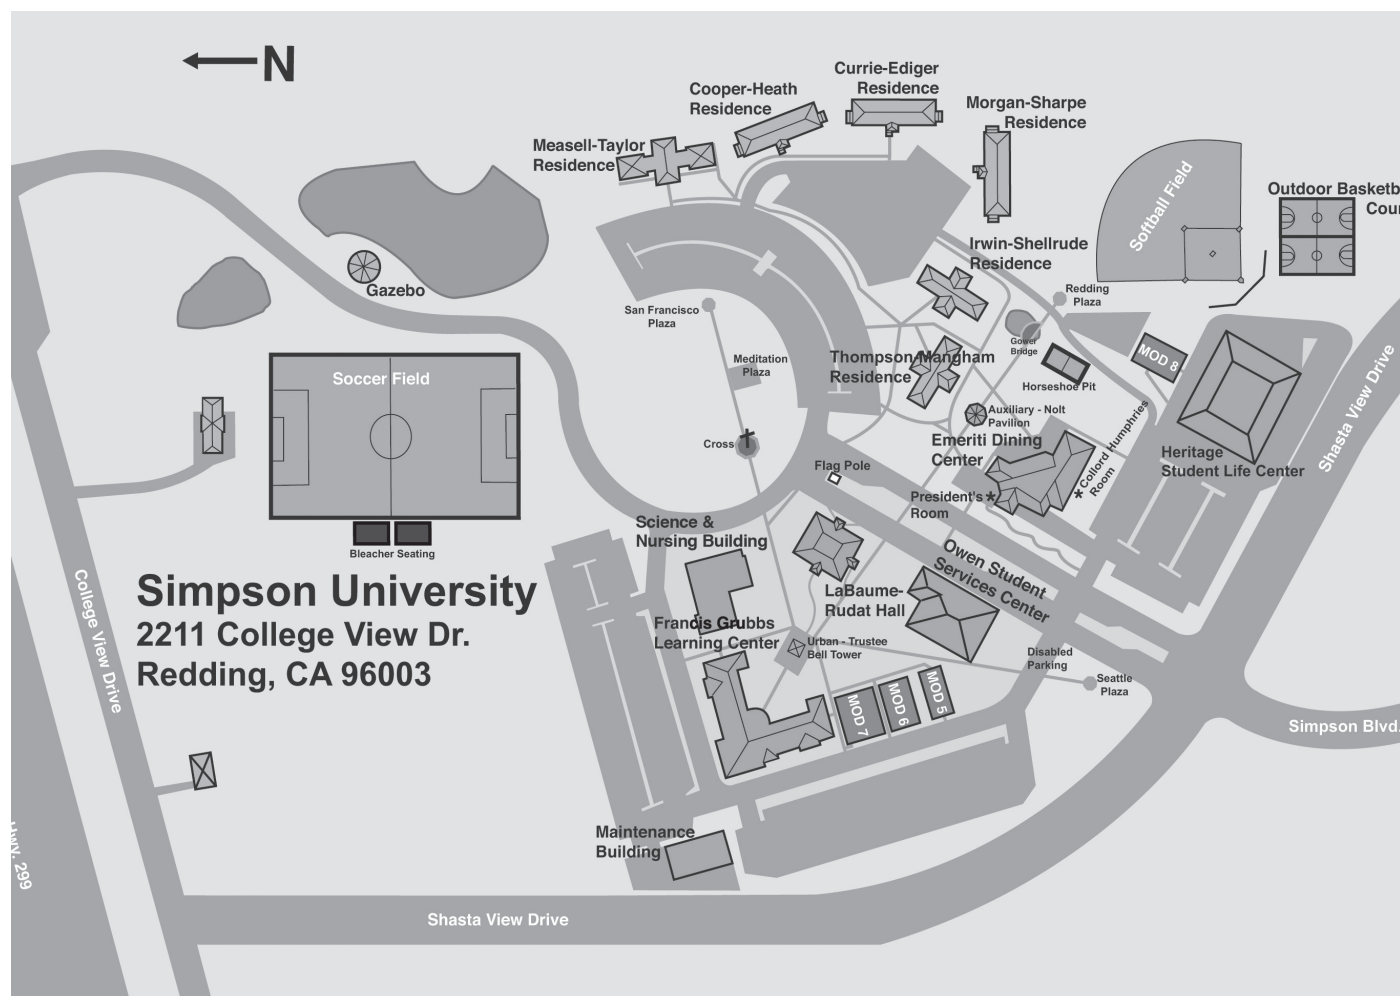 N
Currie-Ediger
Residence
Cooper-Heath
Residence
Morgan-Sharpe
Residence
Measell-Taylor
Residence
Softball Field
Outdoor Basketb
Cour
Irwin-Shellrude
Residence
Gazebo
Redding
Plaza
San Francisco
Plaza
Gower
Bridge
MOD 8
Meditation
Plaza
Thompson-Mangham
Residence
Horseshoe Pit
Soccer Field
Shasta View Drive
Auxiliary - Nolt
Pavilion
Collord Humphries
Room
Cross
Emeriti Dining
Center
Heritage
Student Life Center
Flag Pole
President's
Room
Science &
Nursing Building
Bleacher Seating
Owen Student
Services Center
Simpson University
2211 College View Dr.
Redding, CA 96003
LaBaume-
Rudat Hall
College View Drive
Francis Grubbs
Learning Center
Urban - Trustee
Bell Tower
Disabled
Parking
Seattle
Plaza
MOD 7
MOD 6
MOD 5
Simpson Blvd.
Maintenance
Building
Hwy. 299
Shasta View Drive